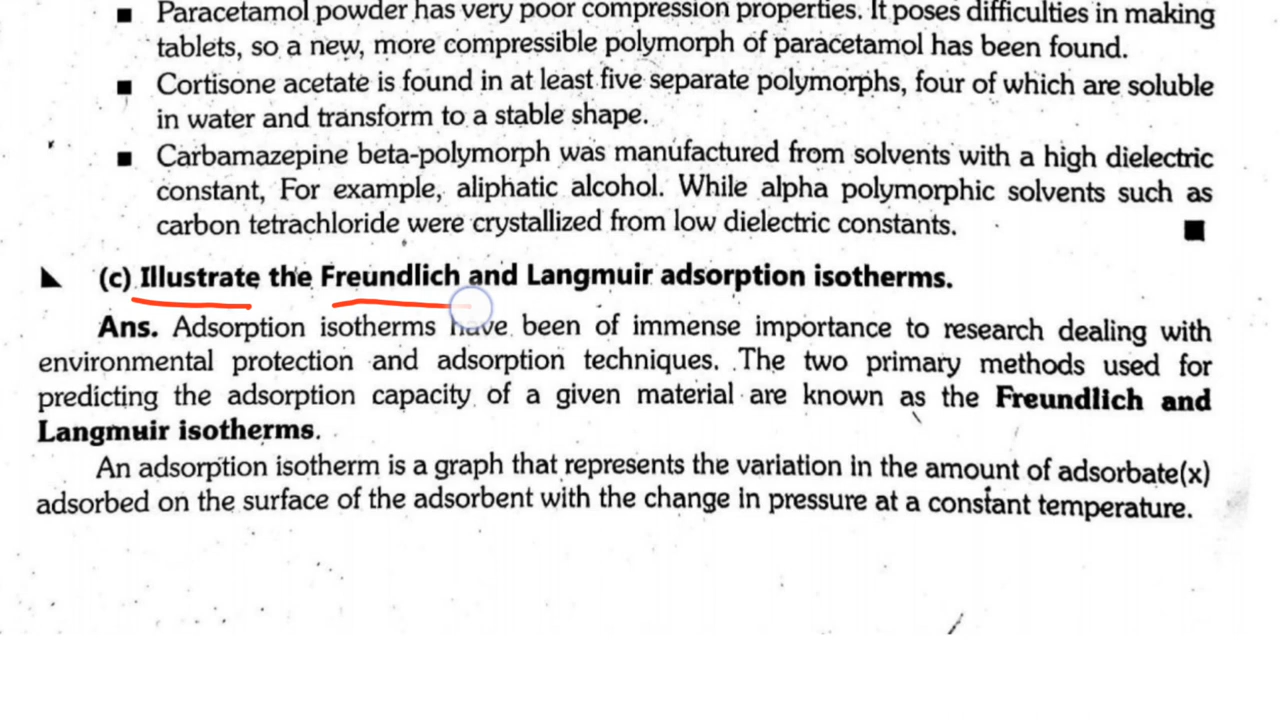 ■ Paracetamol powder has very poor compression properties. It poses difficulties in making
tablets, so a new, more compressible polymorph of paracetamol has been found.
■ Cortisone acetate is found in at least five separate polymorphs, four of which are soluble
in water and transform to a stable shape.
■ Carbamazepine beta-polymorph was manufactured from solvents with a high dielectric
constant, For example, aliphatic alcohol. While alpha polymorphic solvents such as
carbon tetrachloride were crystallized from low dielectric constants. ■
(c) Illustrate the Freundlich and Langmuir adsorption isotherms.
Ans. Adsorption isotherms have been of immense importance to research dealing with
environmental protection and adsorption techniques. The two primary methods used for
predicting the adsorption capacity of a given material are known as the Freundlich and
Langmuir isotherms.
An adsorption isotherm is a graph that represents the variation in the amount of adsorbate(x)
adsorbed on the surface of the adsorbent with the change in pressure at a constant temperature.